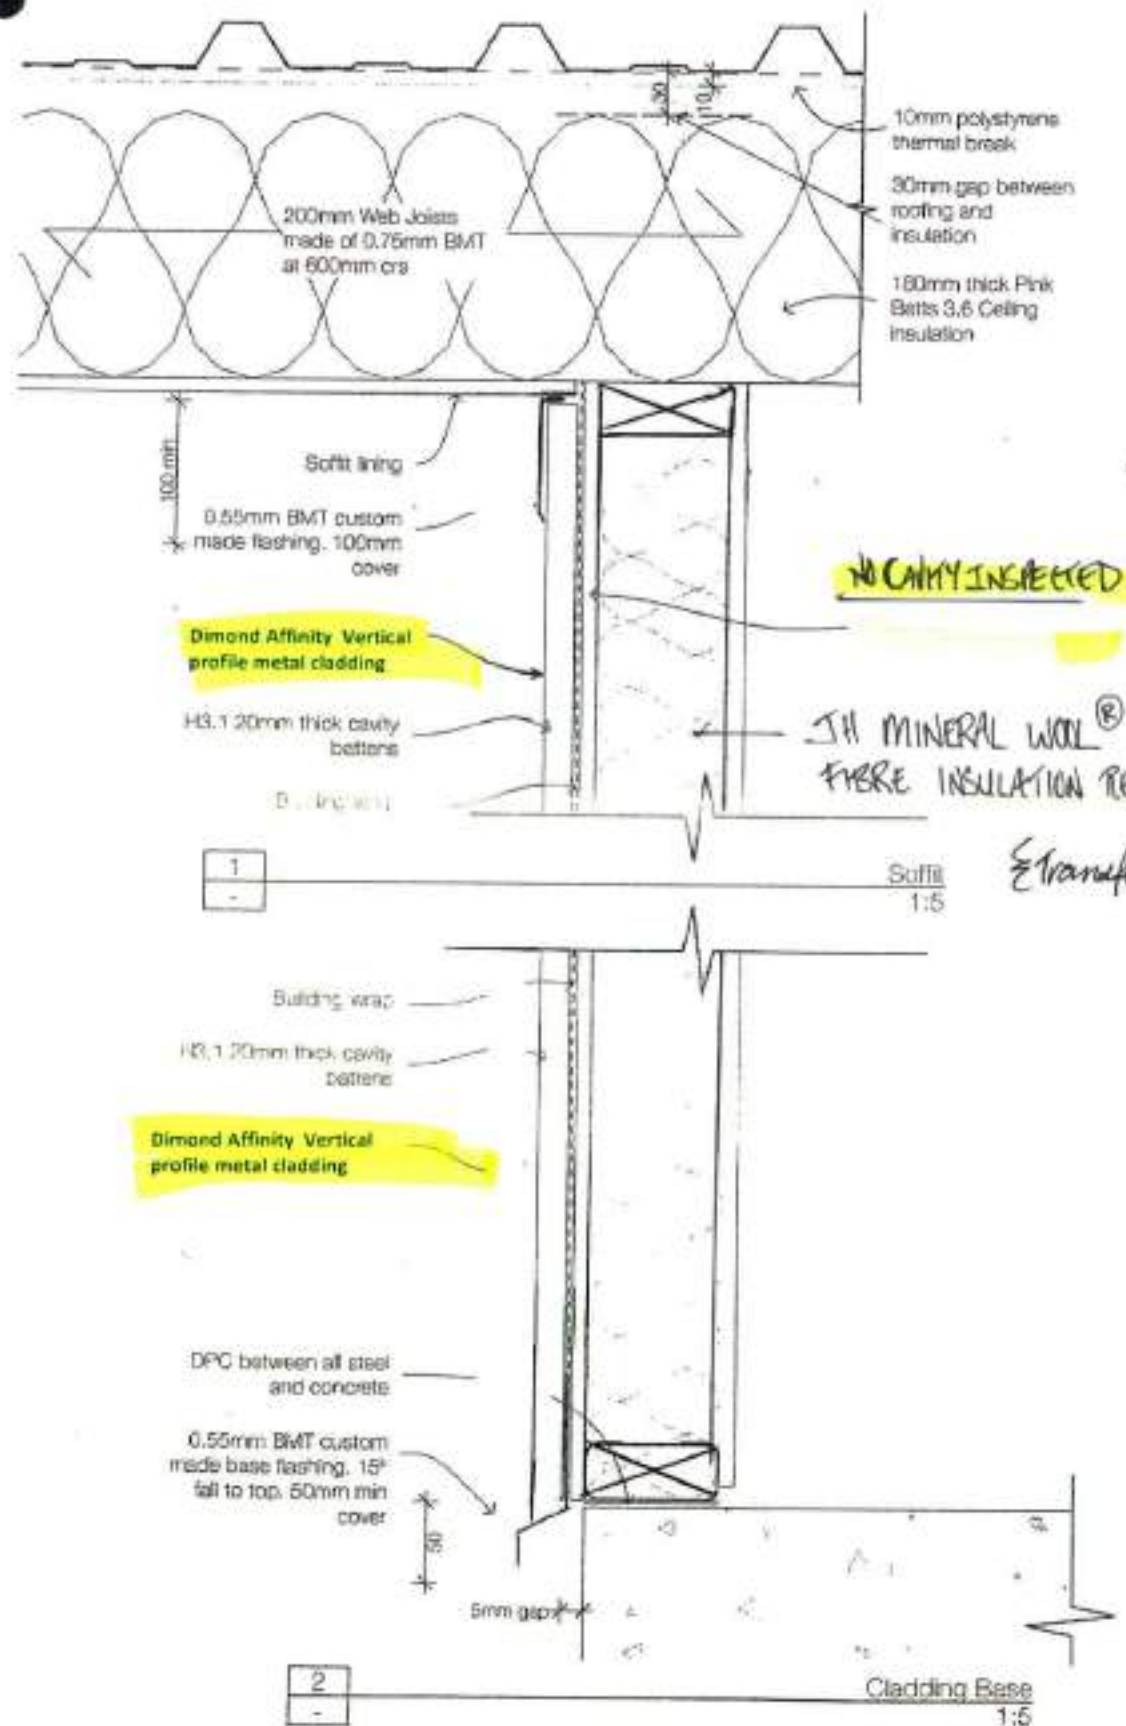 30
10
10mm polystyrene
thermal break
30mm gap between
roofing and
insulation
200mm Web Joists
made of 0.75mm BMT
at 600mm crs
180mm thick Pink
Batts 3.6 Ceiling
insulation
100 min
Soffit lining
0.55mm BMT custom
made flashing. 100mm
cover
NO CAVITY INSPECTED
Dimond Affinity Vertical
profile metal cladding
H3.1 20mm thick cavity
battens
JH MINERAL WOOL®
FIBRE INSULATION
Building wrap
1
-
Soffit
1:5
Building wrap
H3.1 20mm thick cavity
battens
Dimond Affinity Vertical
profile metal cladding
DPC between all steel
and concrete
0.55mm BMT custom
made base flashing. 15°
fall to top. 50mm min
cover
50
5mm gap
2
-
Cladding Base
1:5